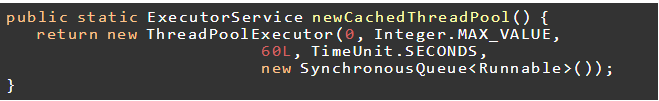 public static ExecutorService newCachedThreadPool() {
    return new ThreadPoolExecutor(0, Integer.MAX_VALUE,
                                  60L, TimeUnit.SECONDS,
                                  new SynchronousQueue<Runnable>());
}